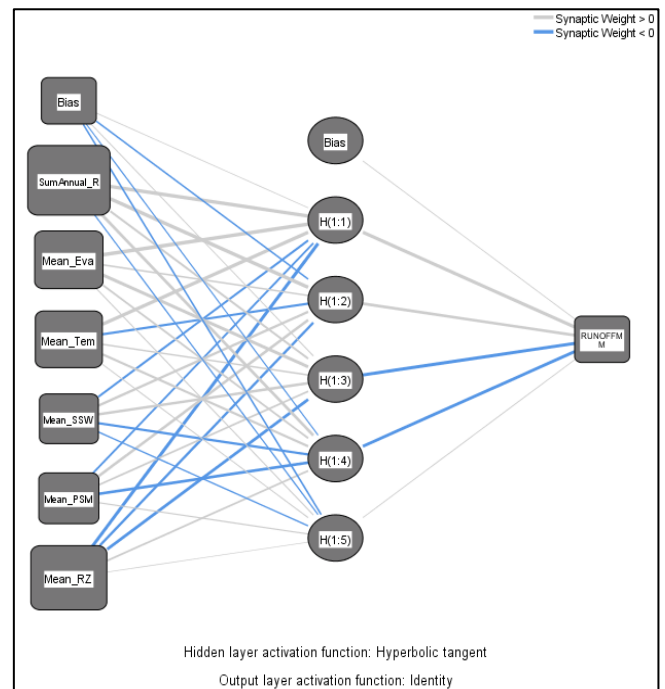 Synaptic Weight > 0
Synaptic Weight < 0
Bias
SumAnnual_R
Mean_Eva
Mean_Tem
Mean_SSW
Mean_PSM
Mean_RZ
Bias
H(1:1)
H(1:2)
H(1:3)
H(1:4)
H(1:5)
RUNOFFM
M
Hidden layer activation function: Hyperbolic tangent
Output layer activation function: Identity